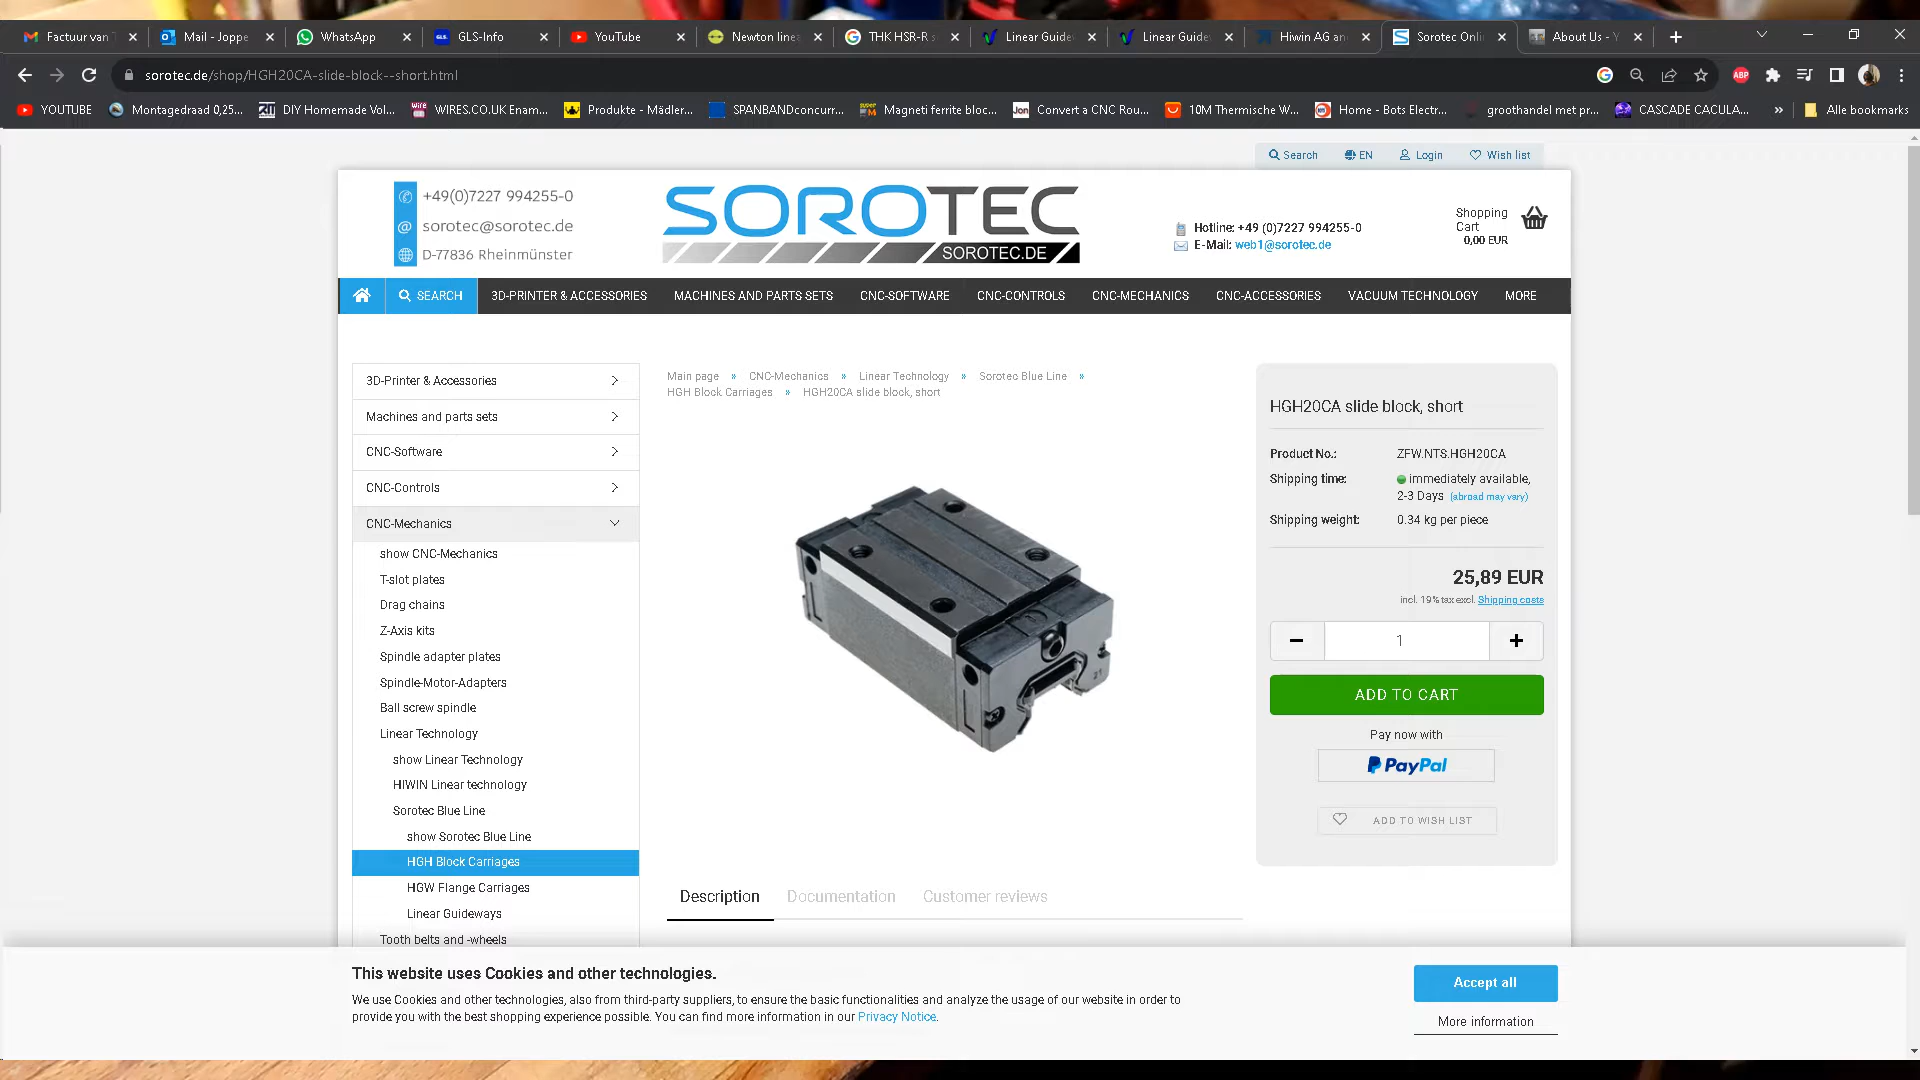 Factuur van
Mail - Joppe
WhatsApp
GLS-Info
YouTube
Newton linea
THK HSR-R s
Linear Guide
Linear Guide
Hiwin AG an
Sorotec Onli
About Us - Y
sorotec.de/shop/HGH20CA-slide-block--short.html
ABP
YOUTUBE
Montagedraad 0,25...
DIY Homemade Vol...
WIRES.CO.UK Enam...
Produkte - Mädler...
SPANBANDconcurr...
Magneti ferrite bloc...
Convert a CNC Rou...
10M Thermische W...
Home - Bots Electr...
groothandel met pr...
CASCADE CACULA...
»
Alle bookmarks
Search
EN
Login
Wish list
+49(0)7227 994255-0
sorotec@sorotec.de
D-77836 Rheinmünster
SOROTEC
SOROTEC.DE
Hotline: +49 (0)7227 994255-0
E-Mail: web1@sorotec.de
Shopping
Cart
0,00 EUR
SEARCH
3D-PRINTER & ACCESSORIES
MACHINES AND PARTS SETS
CNC-SOFTWARE
CNC-CONTROLS
CNC-MECHANICS
CNC-ACCESSORIES
VACUUM TECHNOLOGY
MORE
3D-Printer & Accessories
Machines and parts sets
CNC-Software
CNC-Controls
CNC-Mechanics
show CNC-Mechanics
T-slot plates
Drag chains
Z-Axis kits
Spindle adapter plates
Spindle-Motor-Adapters
Ball screw spindle
Linear Technology
show Linear Technology
HIWIN Linear technology
Sorotec Blue Line
show Sorotec Blue Line
HGH Block Carriages
HGW Flange Carriages
Linear Guideways
Tooth belts and -wheels
Main page » CNC-Mechanics » Linear Technology » Sorotec Blue Line »
HGH Block Carriages » HGH20CA slide block, short
HGH20CA slide block, short
Product No.: ZFW.NTS.HGH20CA
Shipping time: immediately available,
2-3 Days (abroad may vary)
Shipping weight: 0.34 kg per piece
25,89 EUR
incl. 19% tax excl. Shipping costs
1
ADD TO CART
Pay now with
PayPal
ADD TO WISH LIST
Description
Documentation
Customer reviews
This website uses Cookies and other technologies.
We use Cookies and other technologies, also from third-party suppliers, to ensure the basic functionalities and analyze the usage of our website in order to
provide you with the best shopping experience possible. You can find more information in our Privacy Notice.
Accept all
More information